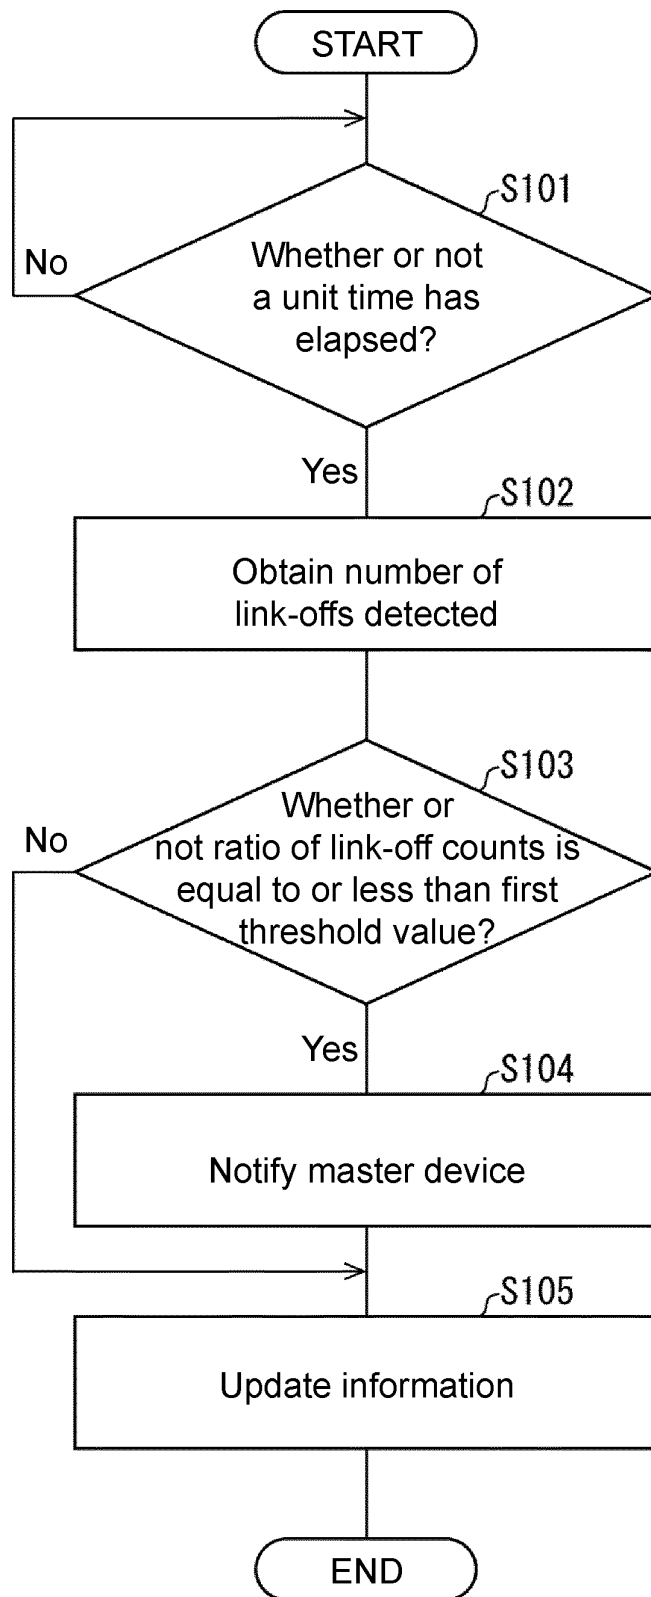 START
S101
No
Whether or not
a unit time has
elapsed?
Yes
S102
Obtain number of
link-offs detected
S103
No
Whether or
not ratio of link-off counts is
equal to or less than first
threshold value?
Yes
S104
Notify master device
S105
Update information
END